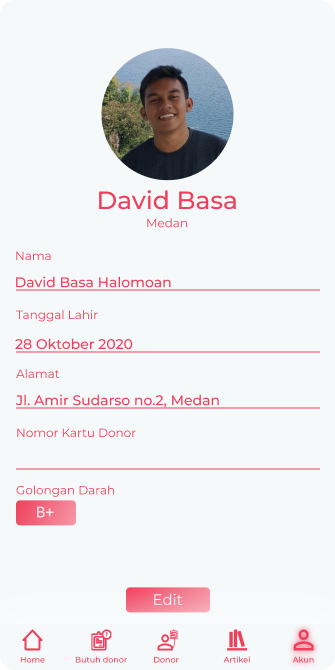 David Basa
Medan
Nama
David Basa Halomoan
Tanggal Lahir
28 Oktober 2020
Alamat
Jl. Amir Sudarso no.2, Medan
Nomor Kartu Donor
Golongan Darah
B+
Edit
Home
Butuh donor
Donor
Artikel
Akun